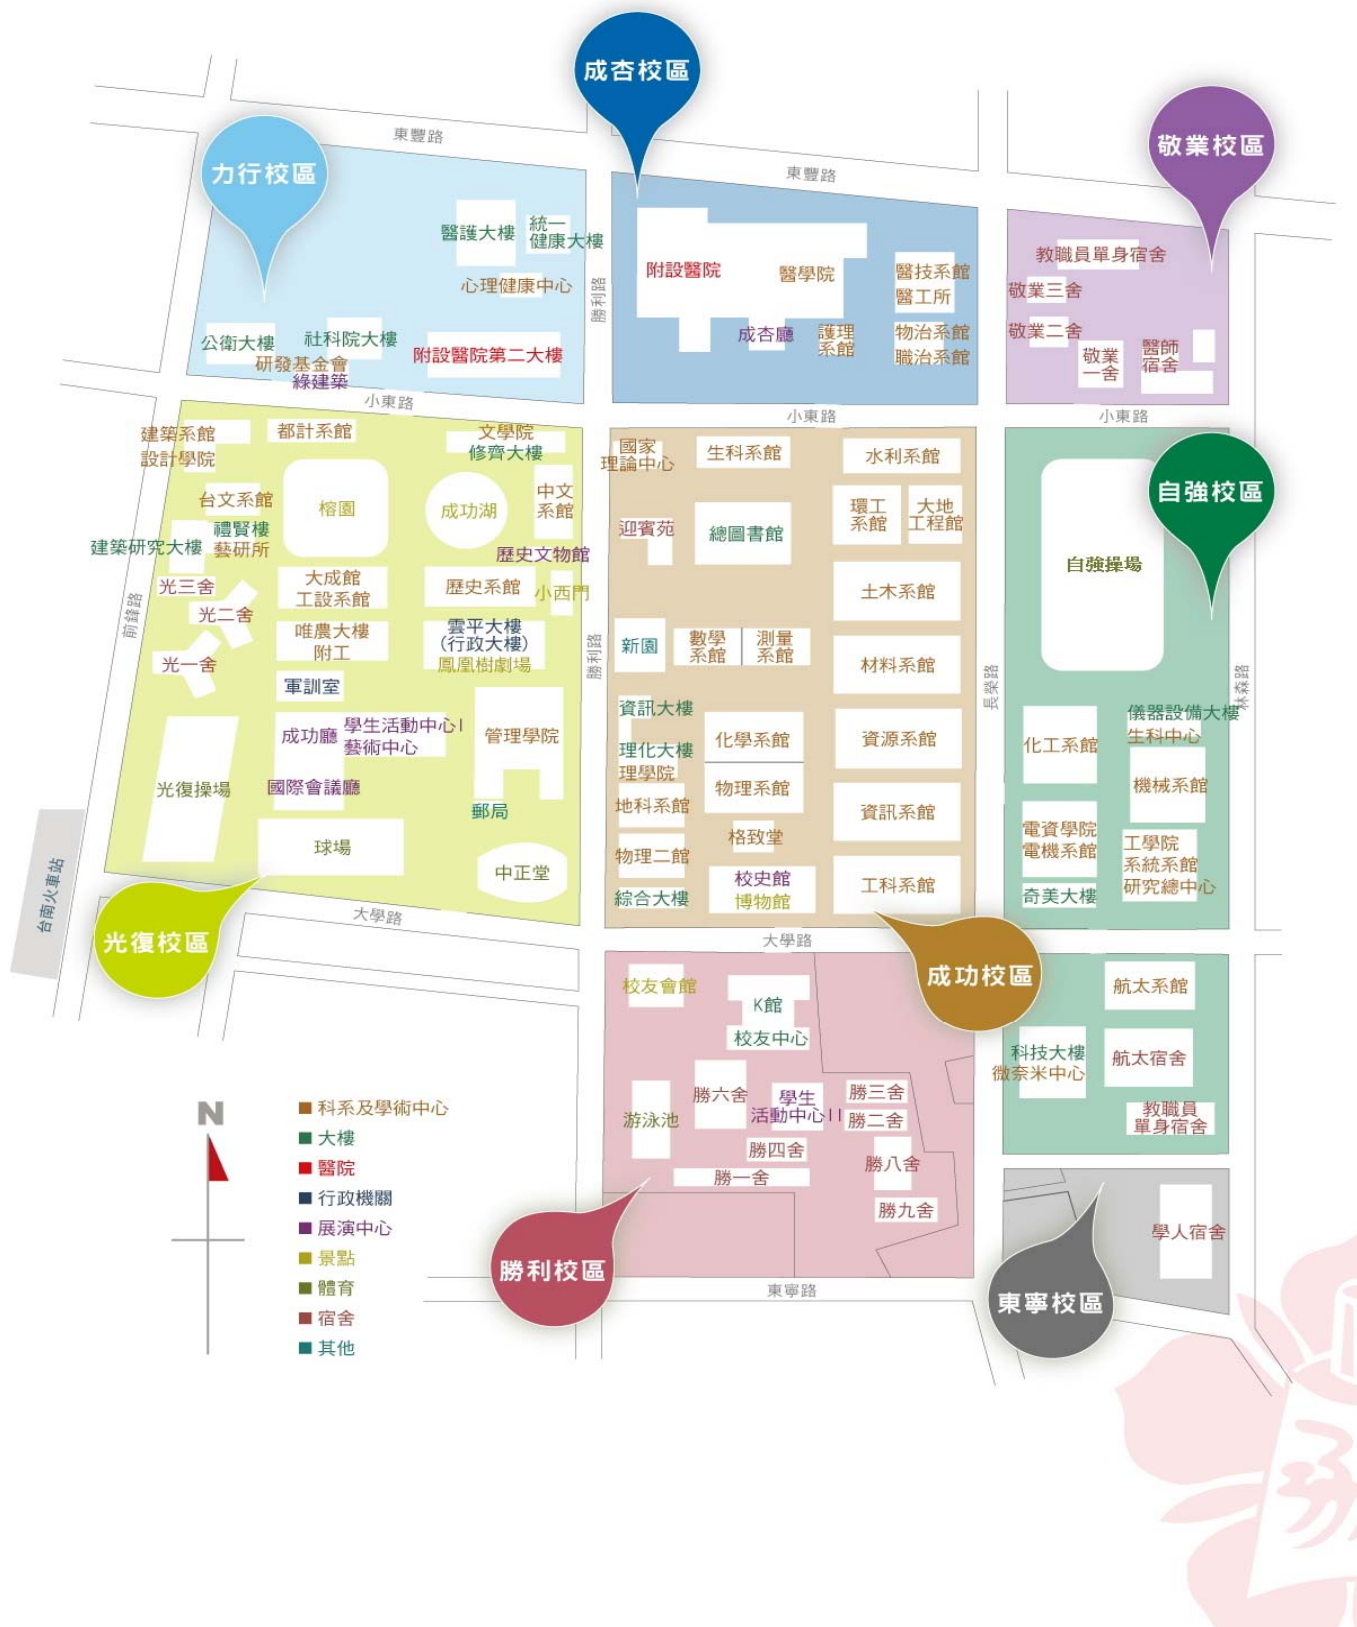 成杏校區
敬業校區
力行校區
東豐路
東豐路
醫護大樓
統一
健康大樓
心理健康中心
公衛大樓
社科院大樓
研發基金會
綠建築
附設醫院第二大樓
勝利路
附設醫院
醫學院
醫技系館
醫工所
成杏廳
護理
系館
物治系館
職治系館
教職員單身宿舍
敬業三舍
敬業二舍
敬業
一舍
醫師
宿舍
小東路
小東路
小東路
建築系館
設計學院
都計系館
文學院
修齊大樓
台文系館
榕園
成功湖
中文
系館
禮賢樓
藝研所
建築研究大樓
歷史文物館
光三舍
大成館
工設系館
歷史系館
小西門
光二舍
唯農大樓
附工
雲平大樓
(行政大樓)
鳳凰樹劇場
光一舍
軍訓室
成功廳
學生活動中心I
藝術中心
管理學院
光復操場
國際會議廳
郵局
球場
中正堂
前鋒路
勝利路
台南火車站
大學路
光復校區
國家
理論中心
生科系館
水利系館
環工
系館
大地
工程館
迎賓苑
總圖書館
土木系館
新園
數學
系館
測量
系館
材料系館
資訊大樓
化學系館
資源系館
理化大樓
理學院
物理系館
地科系館
資訊系館
格致堂
物理二館
校史館
博物館
工科系館
綜合大樓
大學路
成功校區
長榮路
林森路
自強校區
自強操場
儀器設備大樓
生科中心
化工系館
機械系館
電資學院
電機系館
工學院
系統系館
研究總中心
奇美大樓
航太系館
科技大樓
微奈米中心
航太宿舍
教職員
單身宿舍
校友會館
K館
校友中心
勝六舍
學生
活動中心II
勝三舍
勝二舍
游泳池
勝四舍
勝八舍
勝一舍
勝九舍
勝利校區
東寧路
學人宿舍
東寧校區
N
科系及學術中心
大樓
醫院
行政機關
展演中心
景點
體育
宿舍
其他